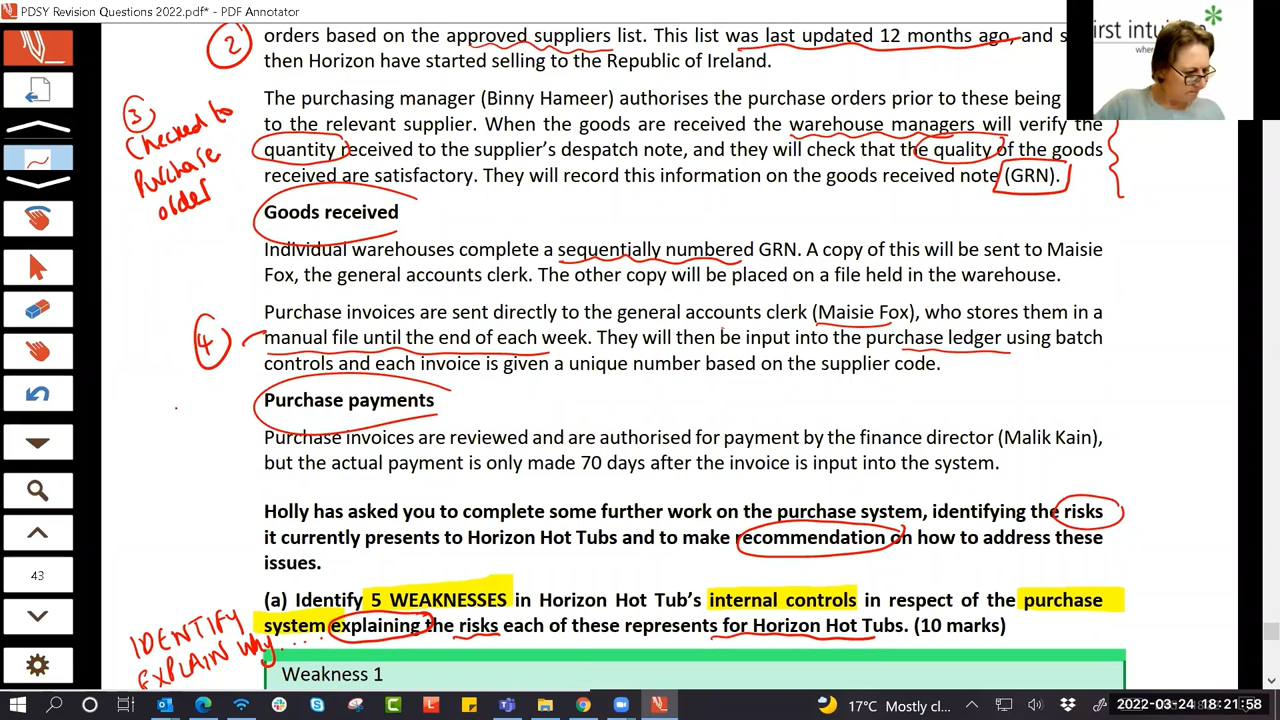 PDSY Revision Questions 2022.pdf* - PDF Annotator
first intui
whe
2
orders based on the approved suppliers list. This list was last updated 12 months ago, and s
then Horizon have started selling to the Republic of Ireland.
The purchasing manager (Binny Hameer) authorises the purchase orders prior to these being
to the relevant supplier. When the goods are received the warehouse managers will verify the
quantity received to the supplier's despatch note, and they will check that the quality of the goods
received are satisfactory. They will record this information on the goods received note (GRN).
3
Checked to
Purchase
order
Goods received
Individual warehouses complete a sequentially numbered GRN. A copy of this will be sent to Maisie
Fox, the general accounts clerk. The other copy will be placed on a file held in the warehouse.
Purchase invoices are sent directly to the general accounts clerk (Maisie Fox), who stores them in a
4
manual file until the end of each week. They will then be input into the purchase ledger using batch
controls and each invoice is given a unique number based on the supplier code.
Purchase payments
Purchase invoices are reviewed and are authorised for payment by the finance director (Malik Kain),
but the actual payment is only made 70 days after the invoice is input into the system.
Holly has asked you to complete some further work on the purchase system, identifying the risks
it currently presents to Horizon Hot Tubs and to make recommendation on how to address these
issues.
(a) Identify 5 WEAKNESSES in Horizon Hot Tub's internal controls in respect of the purchase
system explaining the risks each of these represents for Horizon Hot Tubs. (10 marks)
IDENTIFY
EXPLAIN why....
Weakness 1
43
17°C Mostly cl...
2022-03-24 18:21:58